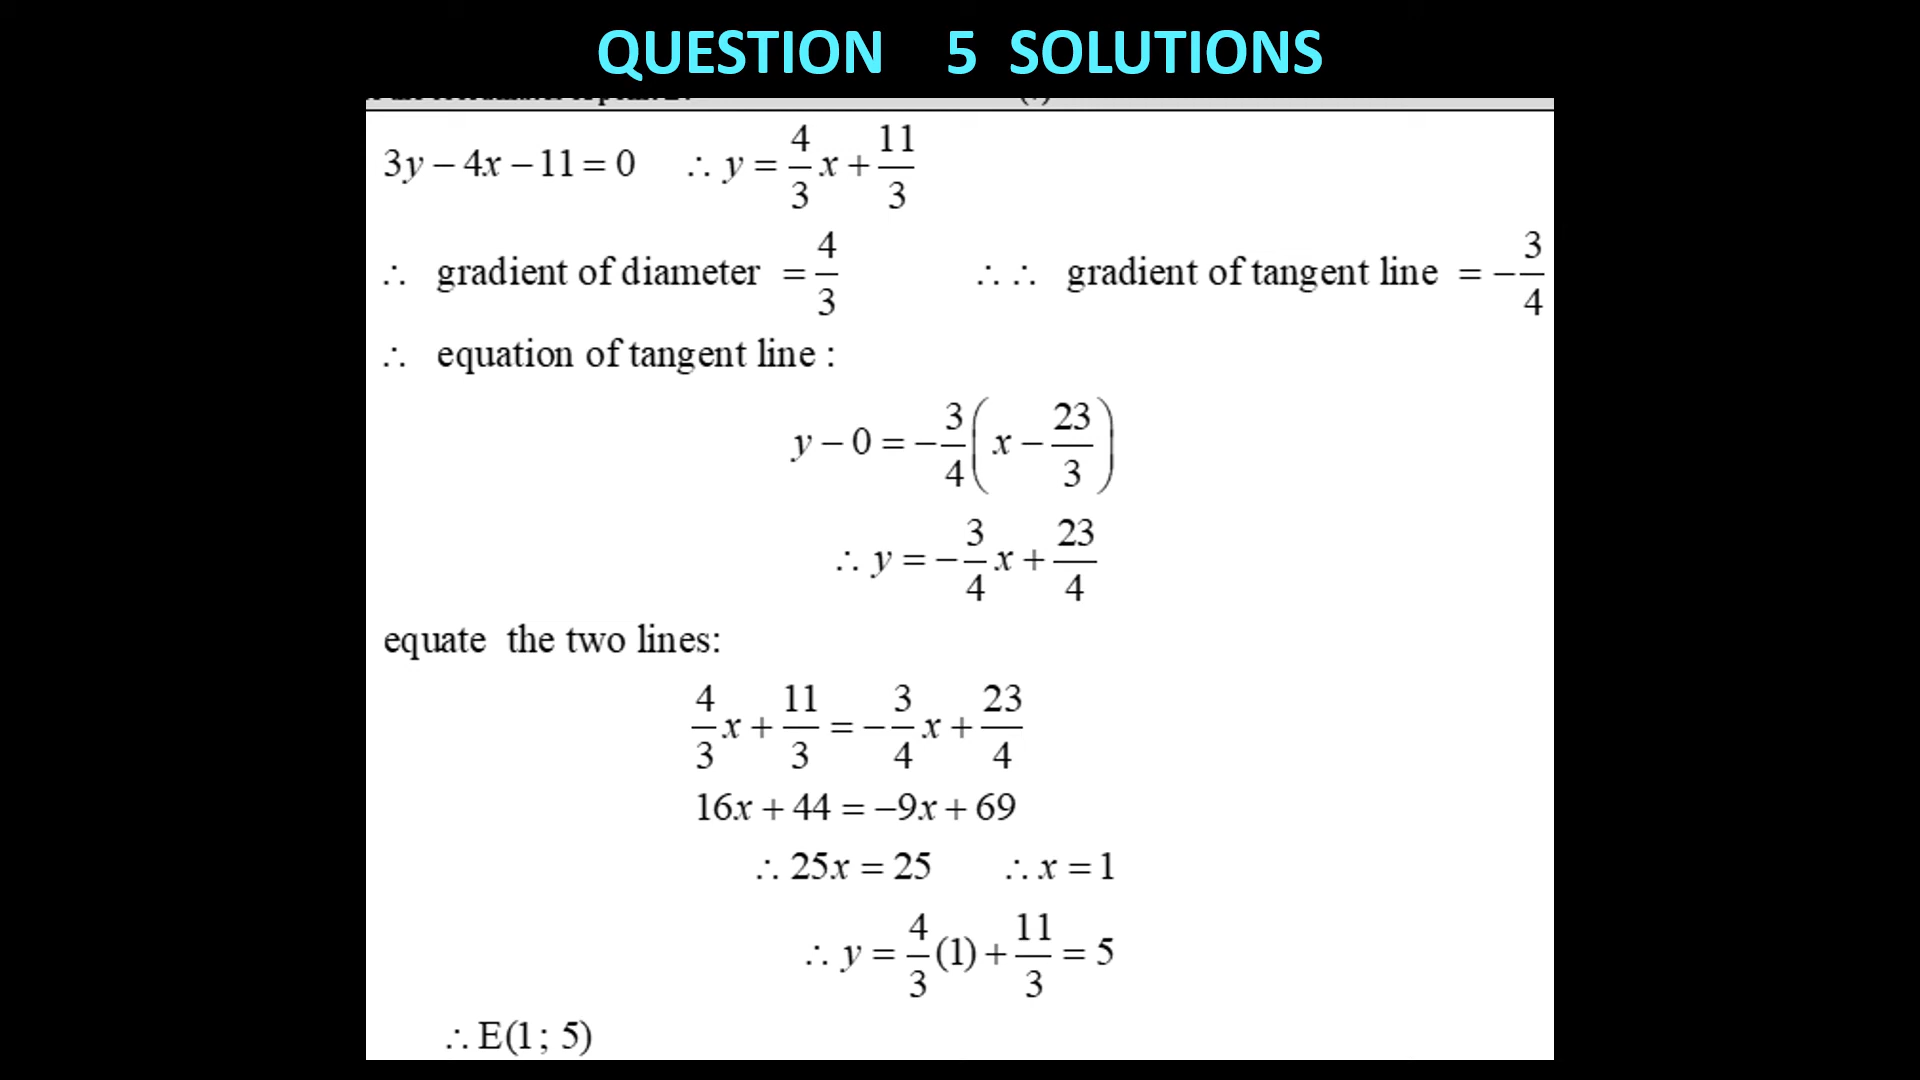 QUESTION 5 SOLUTIONS
3y − 4x − 11 = 0 ∴ y = 4/3 x + 11/3
∴ gradient of diameter = 4/3 ∴ ∴ gradient of tangent line = − 3/4
∴ equation of tangent line :
y − 0 = − 3/4 ( x − 23/3 )
∴ y = − 3/4 x + 23/4
equate the two lines:
4/3 x + 11/3 = − 3/4 x + 23/4
16x + 44 = −9x + 69
∴ 25x = 25 ∴ x = 1
∴ y = 4/3 (1) + 11/3 = 5
∴ E(1 ; 5)